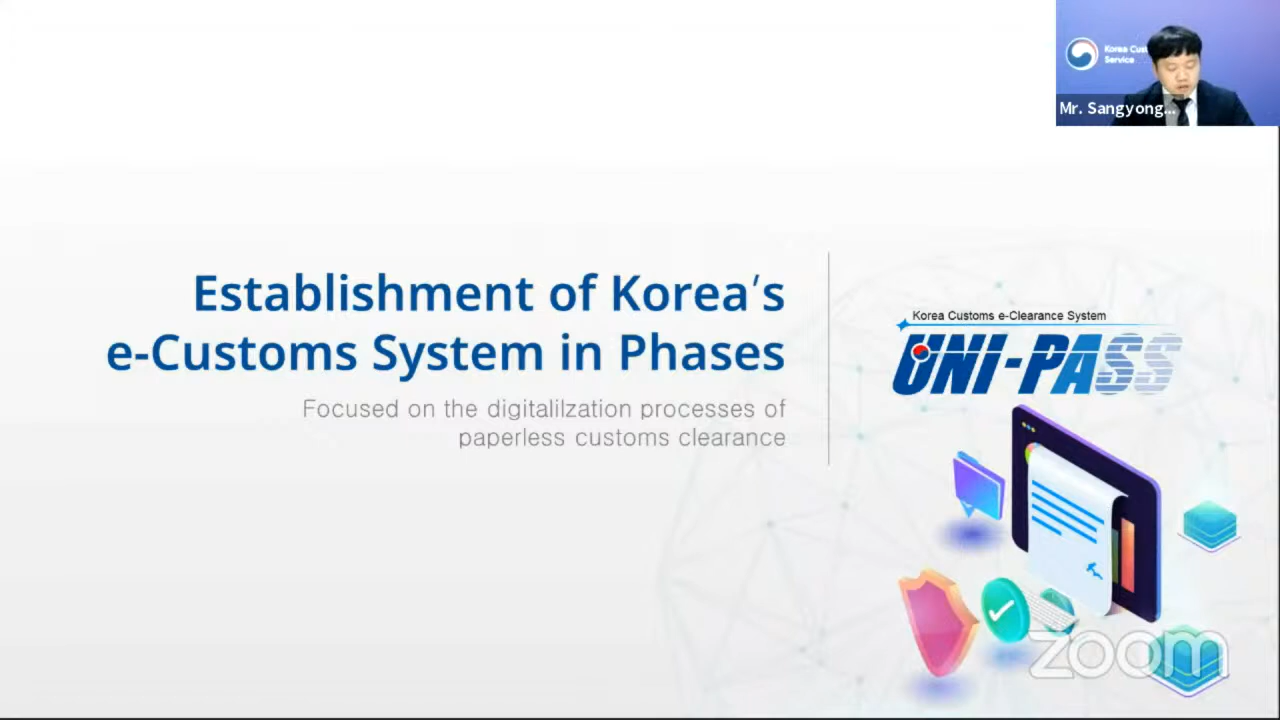 Korea Cus
Service
Mr. Sangyong...
Establishment of Korea's
e-Customs System in Phases
Focused on the digitalilzation processes of
paperless customs clearance
Korea Customs e-Clearance System
UNI-PASS
zoom